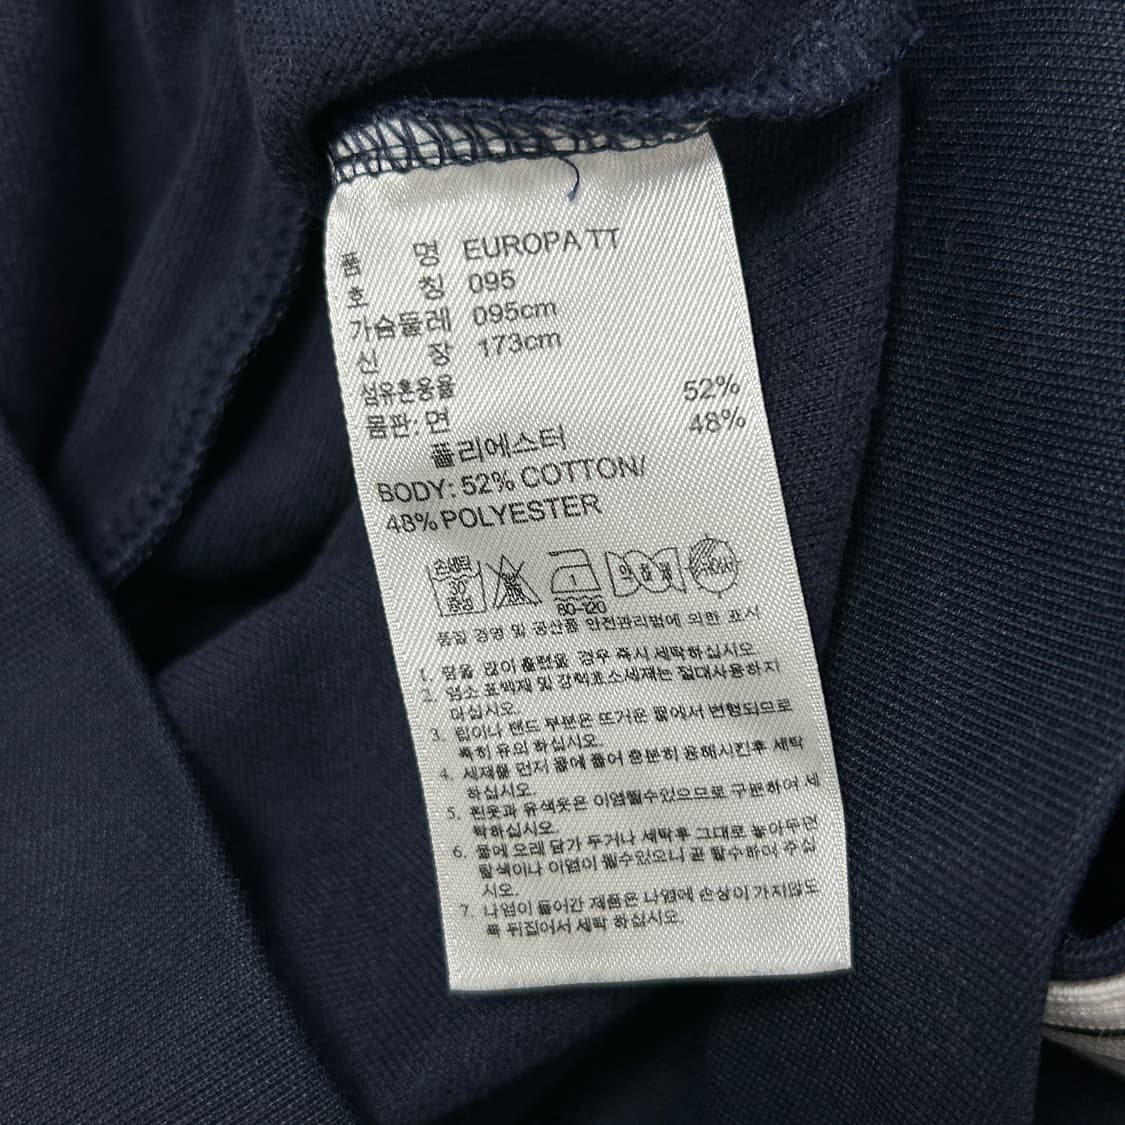 품 명 EUROPA TT
호 칭 095
가슴둘레 095cm
신 장 173cm
섬유혼용율
몸판: 면 52%
폴리에스터 48%
BODY: 52% COTTON/
48% POLYESTER
손세탁 30 중성 1 80-120 약하게
품질 경영 및 공산품 안전관리법에 의한 표시
1. 땀을 많이 흘렸을 경우 즉시 세탁하십시오
2. 염소 표백제 및 강력효소세제는 절대사용하지
마십시오.
3. 립이나 밴드 부분은 뜨거운 물에서 변형되므로
특히 유의 하십시오.
4. 세제를 먼저 물에 풀어 충분히 용해시킨후 세탁
하십시오.
5. 흰옷과 유색옷은 이염될수있으므로 구분하여 세
탁하십시오.
6. 물에 오래 담가 두거나 세탁후 그대로 놓아두면
탈색이나 이염이 될수있으니 곧 탈수하여 주십
시오.
7. 나염이 들어간 제품은 나염에 손상이 가지않도
록 뒤집어서 세탁 하십시오.